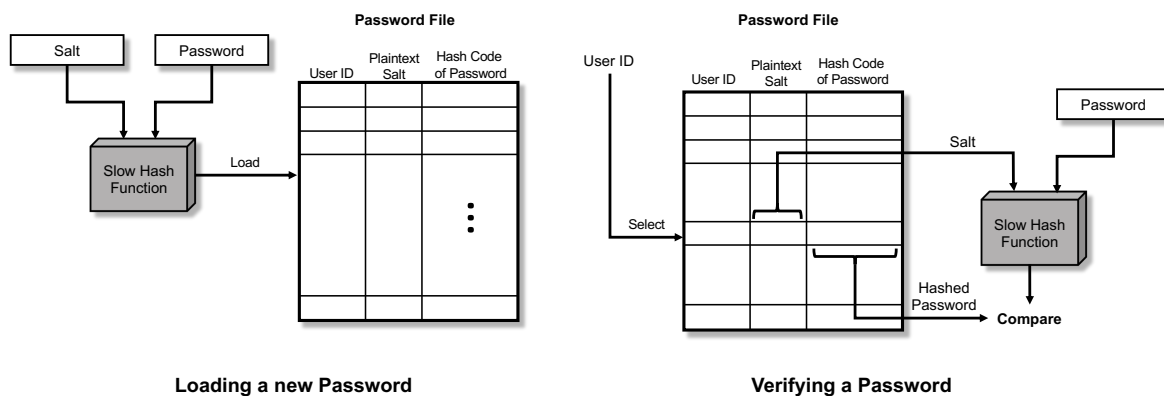 Password File
Salt
Password
User ID
Plaintext
Salt
Hash Code
of Password
Slow Hash
Function
Load
Loading a new Password
Password File
User ID
User ID
Plaintext
Salt
Hash Code
of Password
Password
Salt
Select
Slow Hash
Function
Hashed
Password
Compare
Verifying a Password